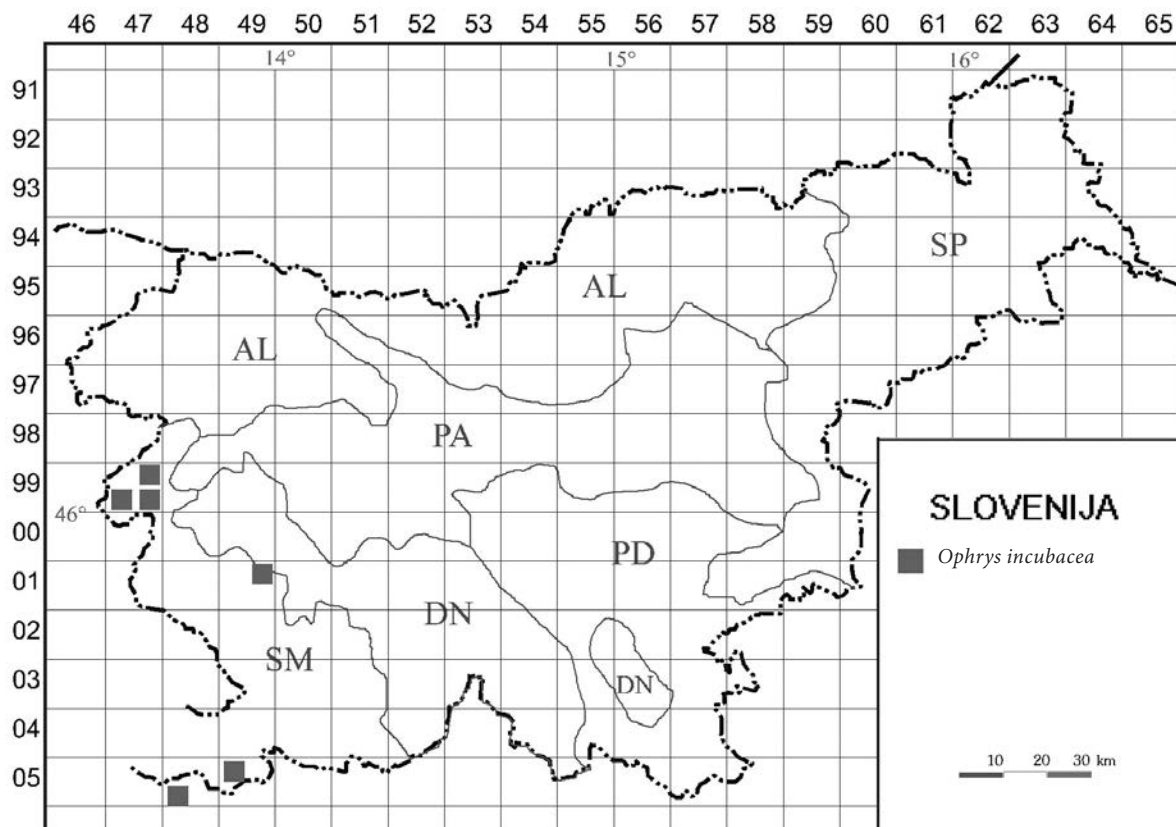 46 47 48 49 50 51 52 53 54 55 56 57 58 59 60 61 62 63 64 65
14° 15° 16°
91
92
93
94 SP
95 AL
96
AL
97
98 PA
99
46° SLOVENIJA
00
PD Ophrys incubacea
01
02 DN
SM
03 DN
04
05 10 20 30 km